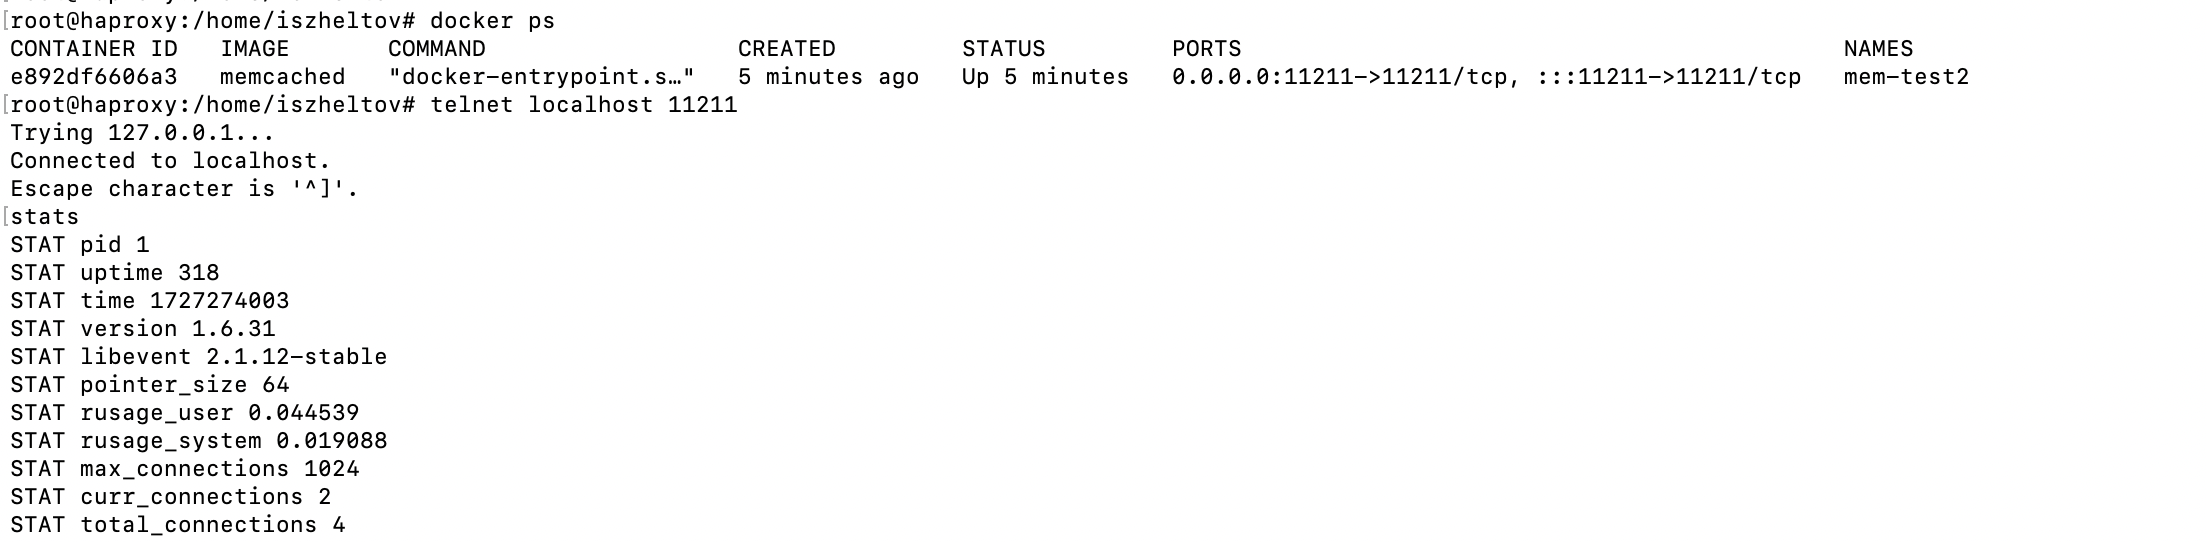 [root@haproxy:/home/iszheltov# docker ps
CONTAINER ID   IMAGE       COMMAND                  CREATED         STATUS         PORTS                                           NAMES
e892df6606a3   memcached   "docker-entrypoint.s…"   5 minutes ago   Up 5 minutes   0.0.0.0:11211->11211/tcp, :::11211->11211/tcp   mem-test2
[root@haproxy:/home/iszheltov# telnet localhost 11211
Trying 127.0.0.1...
Connected to localhost.
Escape character is '^]'.
[stats
STAT pid 1
STAT uptime 318
STAT time 1727274003
STAT version 1.6.31
STAT libevent 2.1.12-stable
STAT pointer_size 64
STAT rusage_user 0.044539
STAT rusage_system 0.019088
STAT max_connections 1024
STAT curr_connections 2
STAT total_connections 4